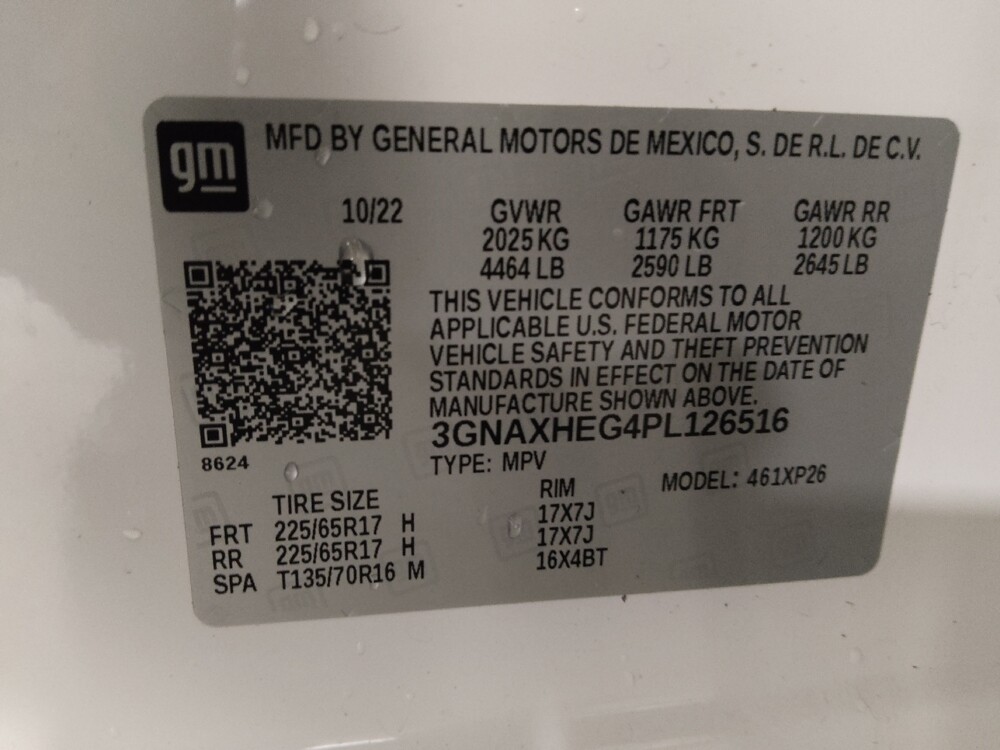 gm
MFD BY GENERAL MOTORS DE MEXICO, S. DE R.L. DE C.V.
10/22 GVWR GAWR FRT GAWR RR
2025 KG 1175 KG 1200 KG
4464 LB 2590 LB 2645 LB
THIS VEHICLE CONFORMS TO ALL
APPLICABLE U.S. FEDERAL MOTOR
VEHICLE SAFETY AND THEFT PREVENTION
STANDARDS IN EFFECT ON THE DATE OF
MANUFACTURE SHOWN ABOVE.
3GNAXHEG4PL126516
8624
TYPE: MPV MODEL: 461XP26
TIRE SIZE RIM
FRT 225/65R17 H 17X7J
RR 225/65R17 H 17X7J
SPA T135/70R16 M 16X4BT